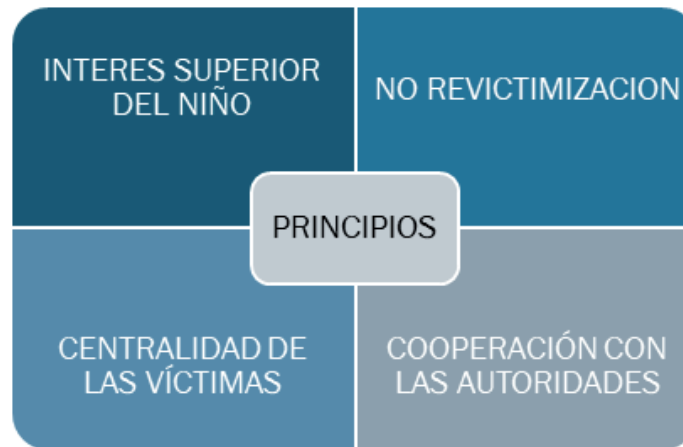 INTERES SUPERIOR
DEL NIÑO
NO REVICTIMIZACION
PRINCIPIOS
CENTRALIDAD DE
LAS VÍCTIMAS
COOPERACIÓN CON
LAS AUTORIDADES